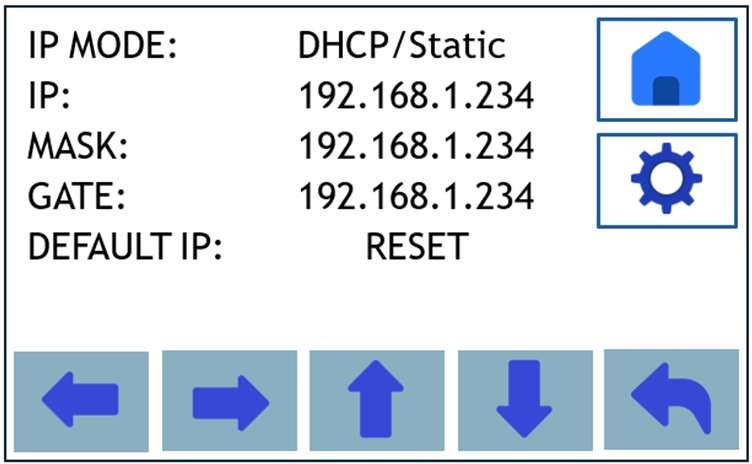 IP MODE: DHCP/Static
IP: 192.168.1.234
MASK: 192.168.1.234
GATE: 192.168.1.234
DEFAULT IP: RESET